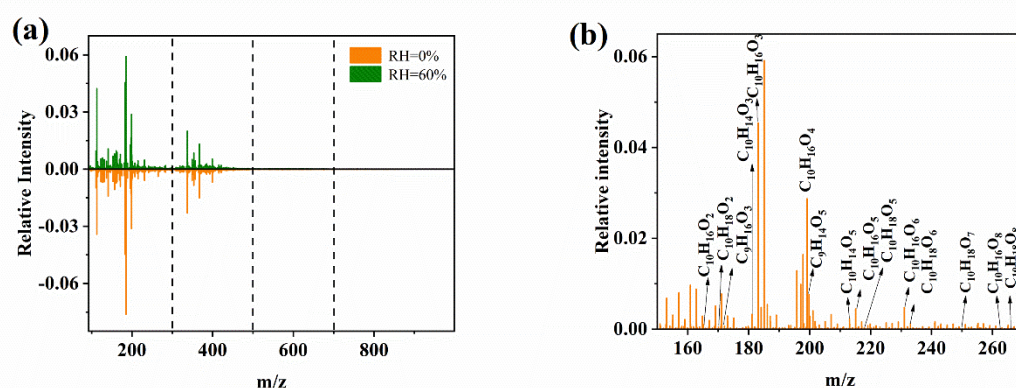 (a)
0.06
0.03
0.00
-0.03
-0.06
Relative Intensity
200
400
600
800
m/z
RH=0%
RH=60%
(b)
0.06
0.04
0.02
0.00
Relative intensity
160
180
200
220
240
260
m/z
C₁₀H₁₆O₂
C₁₀H₁₈O₂
C₉H₁₆O₃
C₁₀H₁₄O₃
C₁₀H₁₆O₃
C₁₀H₁₆O₄
C₉H₁₄O₅
C₁₀H₁₄O₅
C₁₀H₁₆O₅
C₁₀H₁₈O₅
C₁₀H₁₆O₆
C₁₀H₁₈O₆
C₁₀H₁₈O₇
C₁₀H₁₆O₈